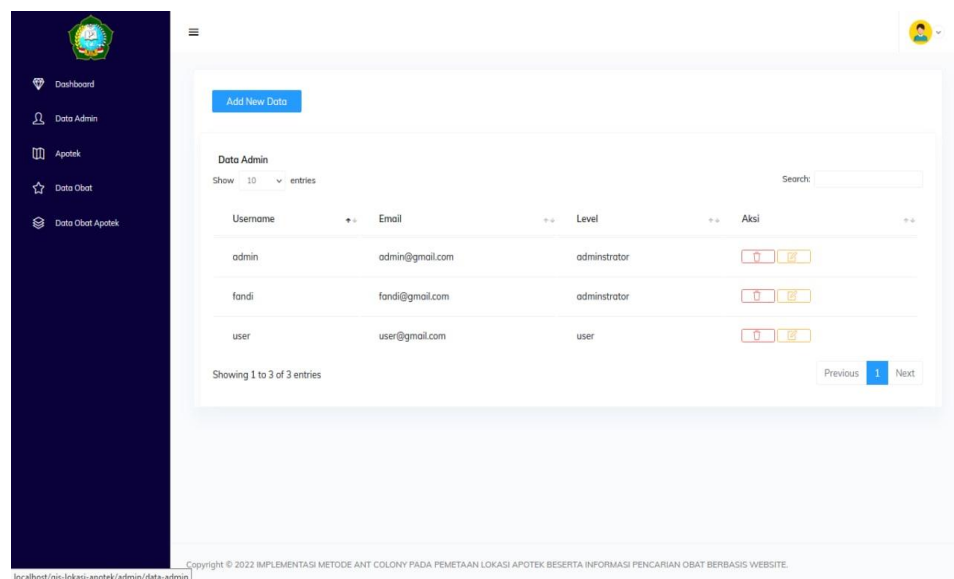 Dashboard
Data Admin
Apotek
Data Obat
Data Obat Apotek
Add New Data
Data Admin
Show 10 entries
Search:
Username Email Level Aksi
admin admin@gmail.com adminstrator
fandi fandi@gmail.com adminstrator
user user@gmail.com user
Showing 1 to 3 of 3 entries
Previous 1 Next
Copyright © 2022 IMPLEMENTASI METODE ANT COLONY PADA PEMETAAN LOKASI APOTEK BESERTA INFORMASI PENCARIAN OBAT BERBASIS WEBSITE.
localhost/gis-lokasi-apotek/admin/data-admin